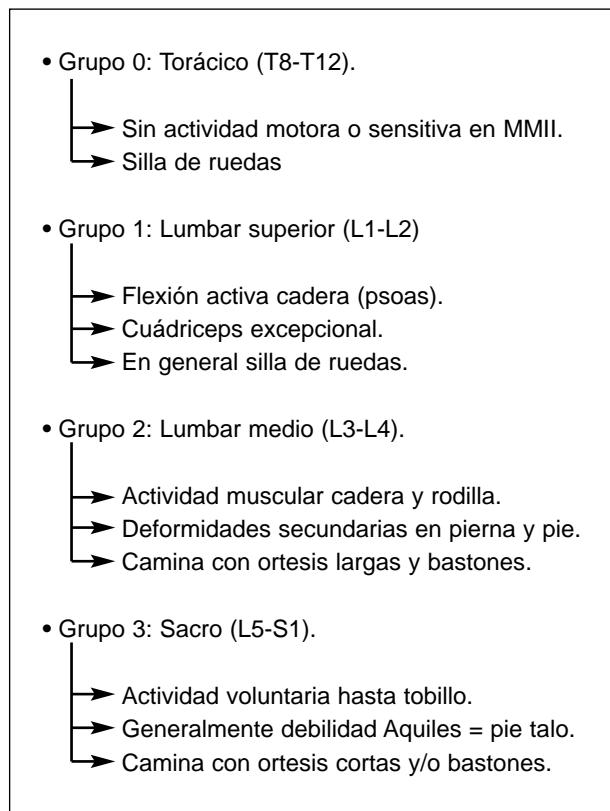 • Grupo 0: Torácico (T8-T12).
Sin actividad motora o sensitiva en MMII.
Silla de ruedas
• Grupo 1: Lumbar superior (L1-L2)
Flexión activa cadera (psoas).
Cuádriceps excepcional.
En general silla de ruedas.
• Grupo 2: Lumbar medio (L3-L4).
Actividad muscular cadera y rodilla.
Deformidades secundarias en pierna y pie.
Camina con ortesis largas y bastones.
• Grupo 3: Sacro (L5-S1).
Actividad voluntaria hasta tobillo.
Generalmente debilidad Aquiles = pie talo.
Camina con ortesis cortas y/o bastones.